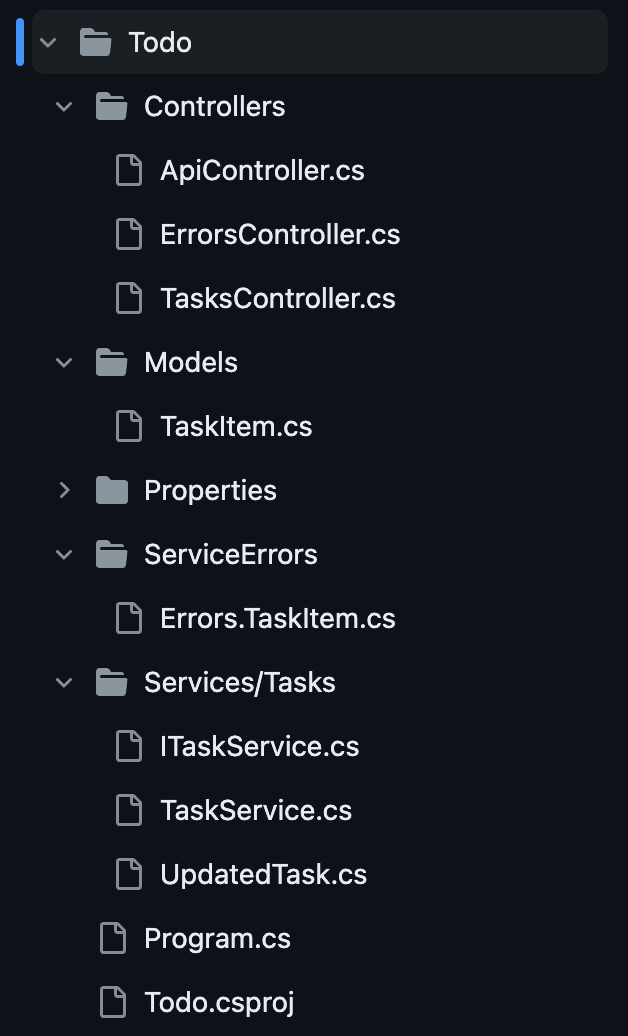 Todo
Controllers
ApiController.cs
ErrorsController.cs
TasksController.cs
Models
TaskItem.cs
Properties
ServiceErrors
Errors.TaskItem.cs
Services/Tasks
ITaskService.cs
TaskService.cs
UpdatedTask.cs
Program.cs
Todo.csproj